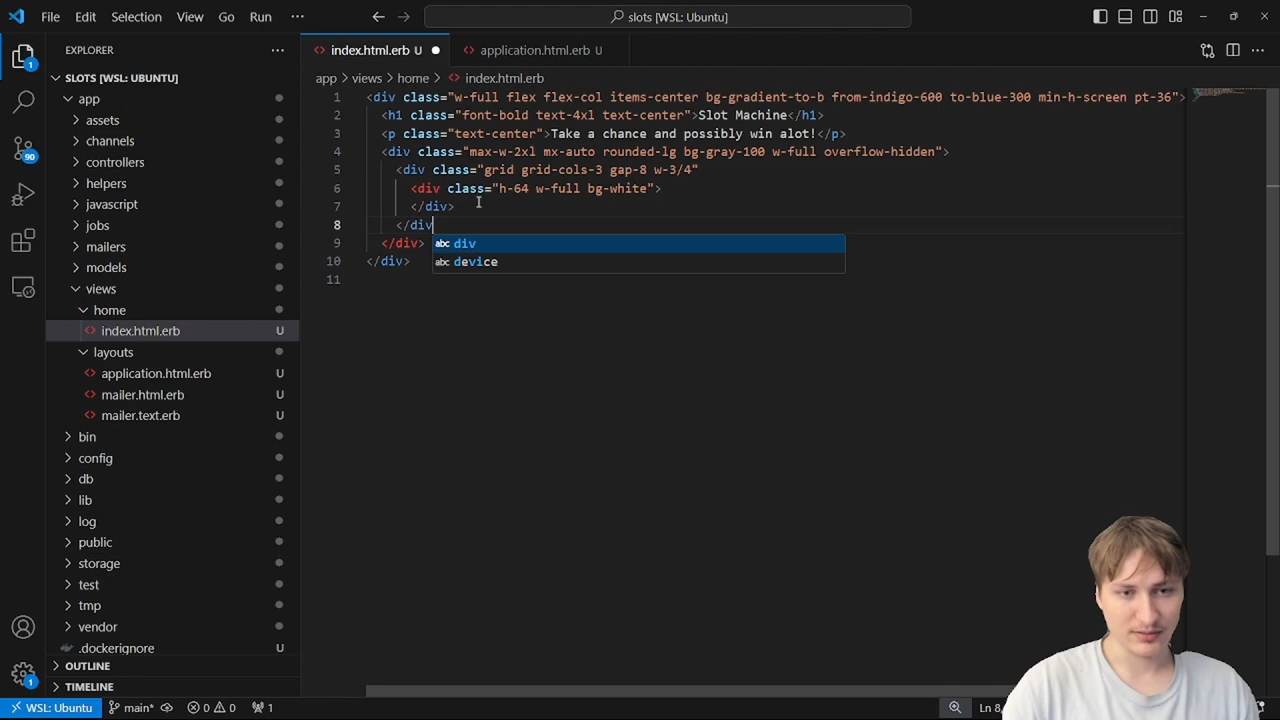 File Edit Selection View Go Run ··· slots [WSL: Ubuntu]
EXPLORER ···
index.html.erb U
application.html.erb U
SLOTS [WSL: UBUNTU]
app > views > home > index.html.erb
app
assets
channels
controllers
helpers
javascript
jobs
mailers
models
views
home
index.html.erb U
layouts
application.html.erb U
mailer.html.erb U
mailer.text.erb U
bin
config
db
lib
log
public
storage
test
tmp
vendor
.dockerignore U
OUTLINE
TIMELINE
1 <div class="w-full flex flex-col items-center bg-gradient-to-b from-indigo-600 to-blue-300 min-h-screen pt-36">
2 <h1 class="font-bold text-4xl text-center">Slot Machine</h1>
3 <p class="text-center">Take a chance and possibly win alot!</p>
4 <div class="max-w-2xl mx-auto rounded-lg bg-gray-100 w-full overflow-hidden">
5 <div class="grid grid-cols-3 gap-8 w-3/4"
6 <div class="h-64 w-full bg-white">
7 </div>
8 </div
9 </div>
10 </div>
11
abc div
abc device
1
90
1
WSL: Ubuntu main* 0 0 1 Ln 8,